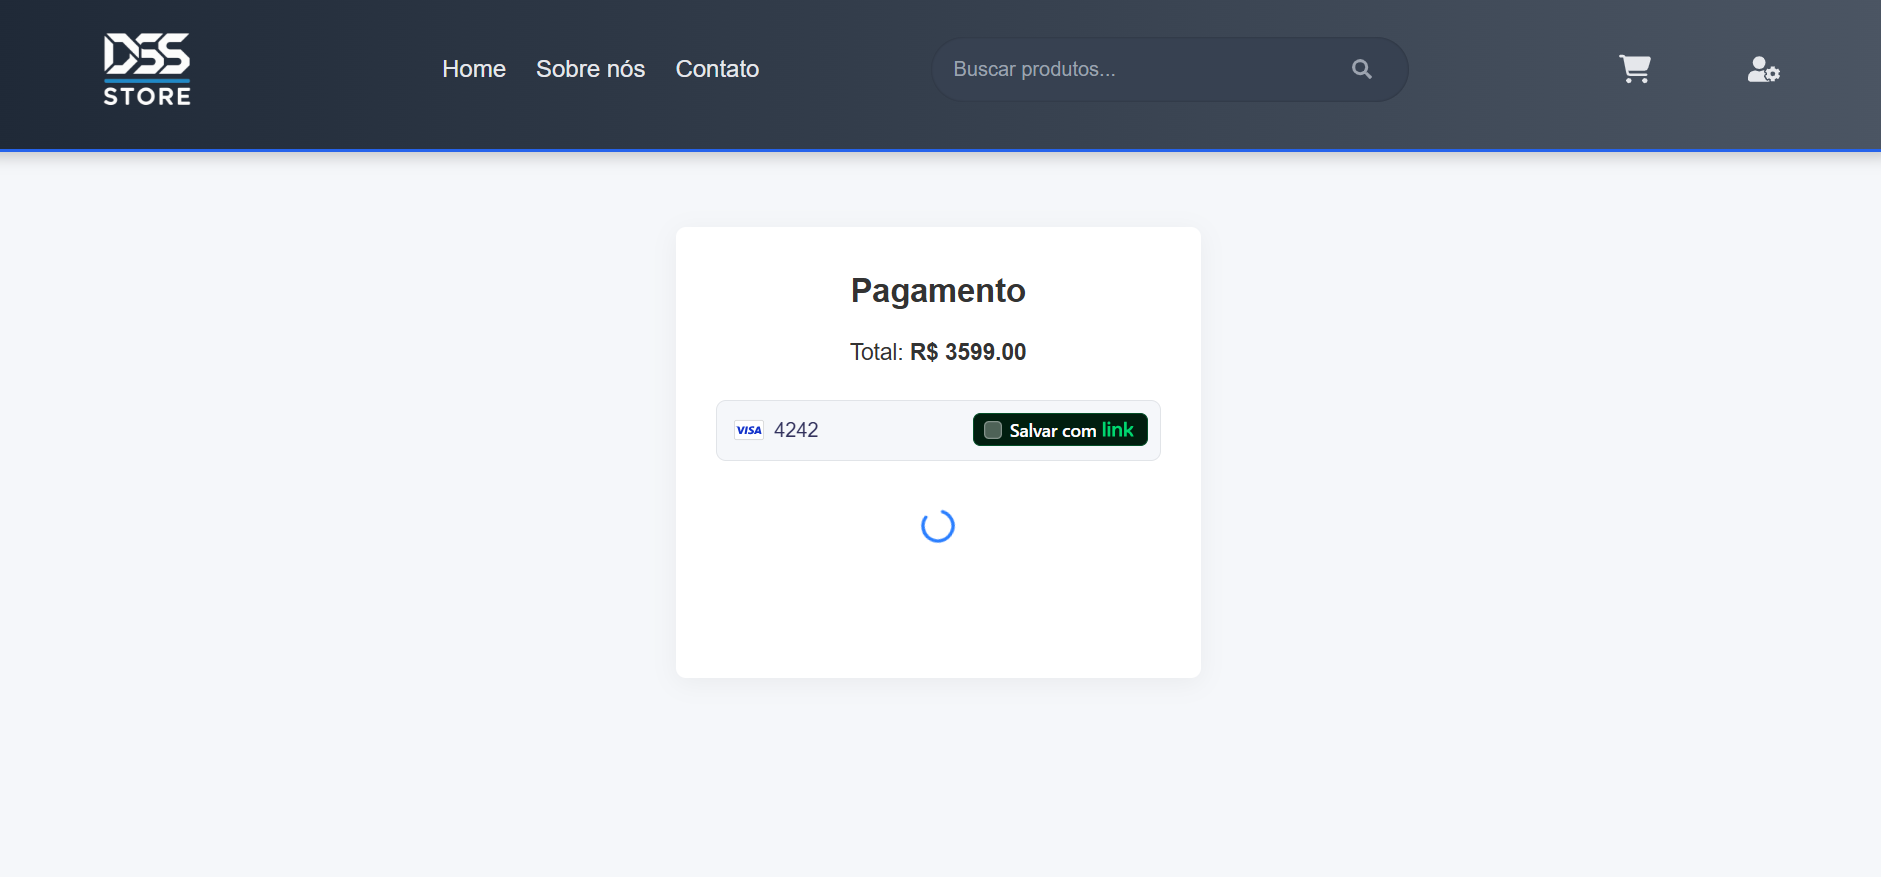 DSS
STORE
Home
Sobre nós
Contato
Buscar produtos...
Pagamento
Total: R$ 3599.00
VISA 4242
Salvar com link